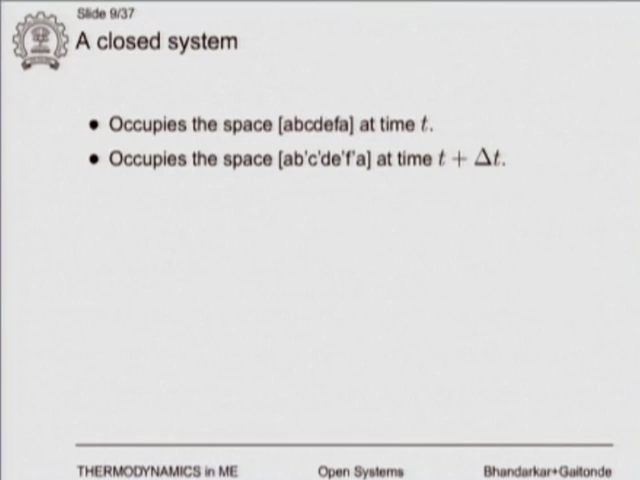 Slide 9/37
A closed system
• Occupies the space [abcdefa] at time t.
• Occupies the space [ab'c'de'f'a] at time t + Δt.
THERMODYNAMICS in ME Open Systems Bhandarkar+Gaitonde